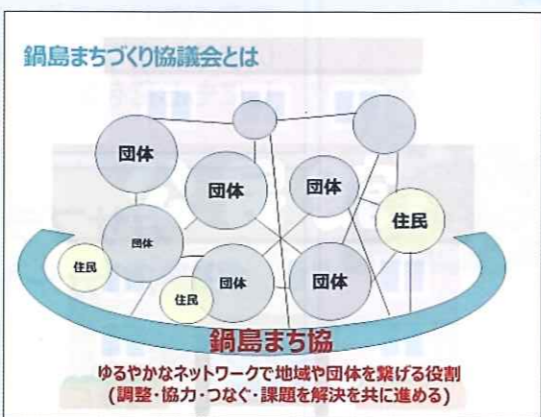 鍋島まちづくり協議会とは
団体
団体
団体
住民
団体
住民
住民
団体
団体
鍋島まち協
ゆるやかなネットワークで地域や団体を繋げる役割
(調整・協力・つなぐ・課題を解決を共に進める)